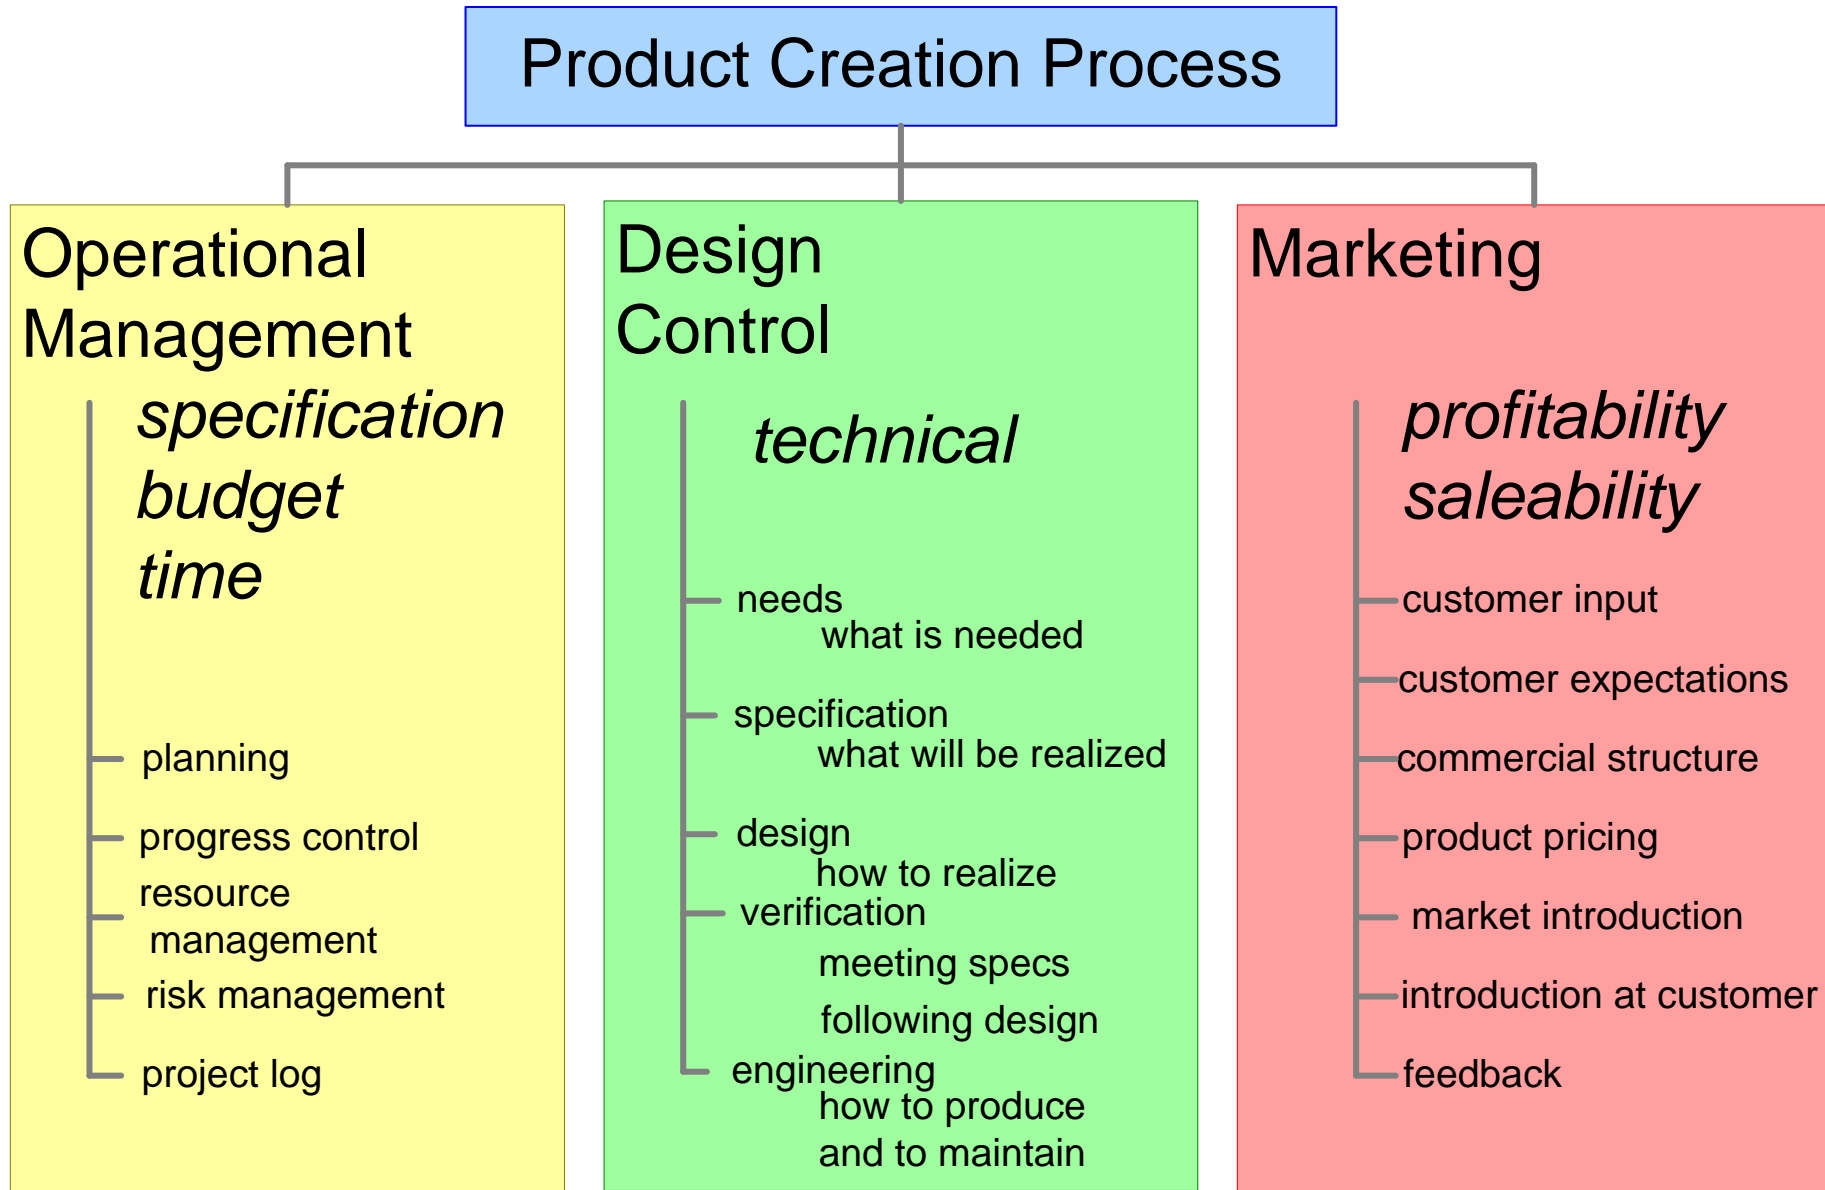 Product Creation Process
Operational
Management
specification
budget
time
planning
progress control
resource
management
risk management
project log
Design
Control
technical
needs
what is needed
specification
what will be realized
design
how to realize
verification
meeting specs
following design
engineering
how to produce
and to maintain
Marketing
profitability
saleability
customer input
customer expectations
commercial structure
product pricing
market introduction
introduction at customer
feedback